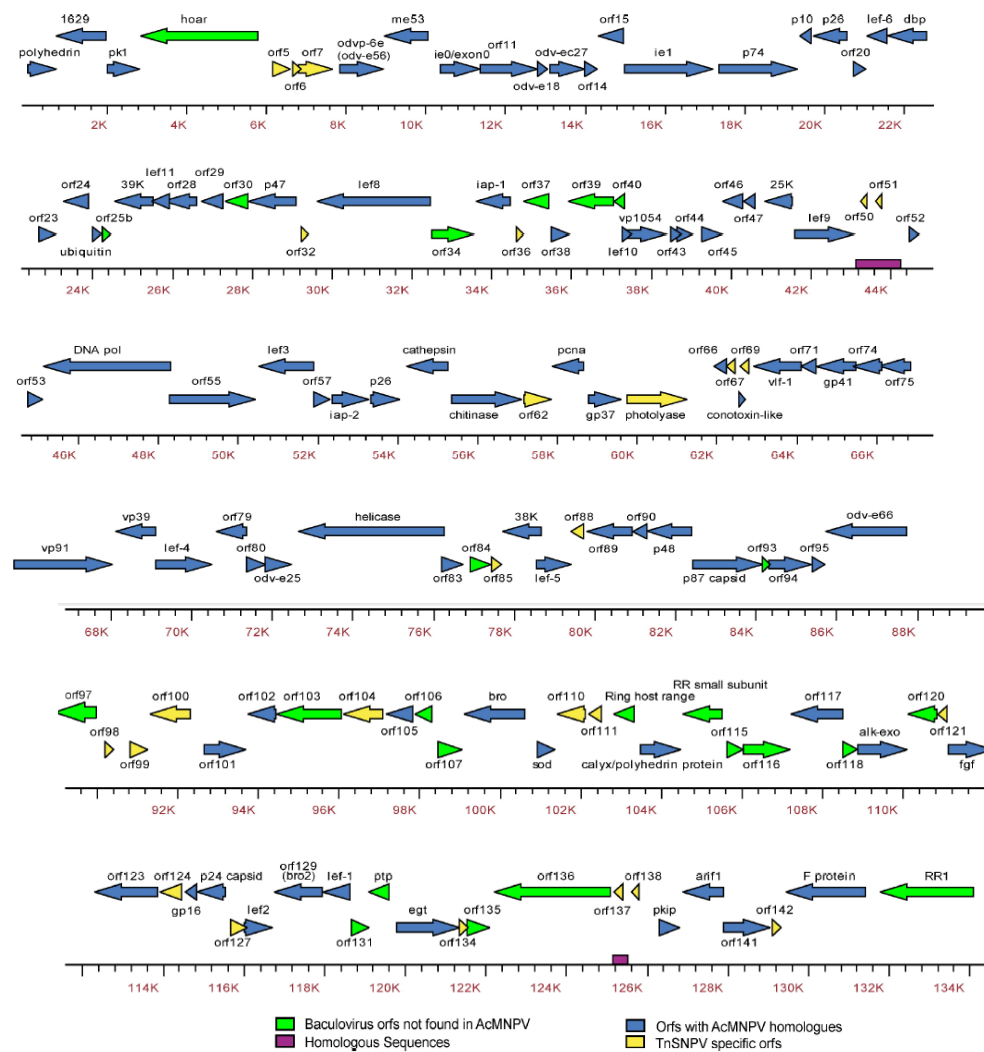 1629 hoar me53 orf15 p10 p26 lef-6 dbp
polyhedrin pk1 orf5 orf7 odvp-6e ie0/exon0 orf11 odv-ec27 ie1 p74 orf20
(odv-e56)
orf6 odv-e18 orf14
2K 4K 6K 8K 10K 12K 14K 16K 18K 20K 22K
lef11 orf29
orf24 39K orf28 orf30 p47 lef8 iap-1 orf37 orf39 orf40 orf46 25K orf51
orf23 orf25b vp1054 orf44 orf47 lef9 orf50 orf52
ubiquitin orf32 orf34 orf36 orf38 lef10 orf43 orf45
24K 26K 28K 30K 32K 34K 36K 38K 40K 42K 44K
DNA pol lef3 cathepsin pcna orf66 orf69 orf71 orf74
orf53 orf55 orf57 p26 orf67 vlf-1 gp41 orf75
iap-2 chitinase orf62 gp37 photolyase conotoxin-like
46K 48K 50K 52K 54K 56K 58K 60K 62K 64K 66K
vp39 orf79 helicase 38K orf88 orf90 odv-e66
vp91 lef-4 orf80 orf84 orf89 p48 orf93 orf95
odv-e25 orf83 orf85 lef-5 p87 capsid orf94
68K 70K 72K 74K 76K 78K 80K 82K 84K 86K 88K
RR small subunit
orf97 orf100 orf102 orf103 orf104 orf106 bro orf110 Ring host range orf117 orf120
orf98 orf105 orf111 orf115 orf121
orf99 orf101 orf107 sod calyx/polyhedrin protein orf116 orf118 alk-exo fgf
92K 94K 96K 98K 100K 102K 104K 106K 108K 110K
orf129
orf123 orf124 p24 capsid (bro2) lef-1 ptp orf136 orf138 arif1 F protein RR1
gp16 lef2 egt orf135 orf137 pkip orf142
orf127 orf131 orf134 orf141
114K 116K 118K 120K 122K 124K 126K 128K 130K 132K 134K
Baculovirus orfs not found in AcMNPV Orfs with AcMNPV homologues
Homologous Sequences TnSNPV specific orfs